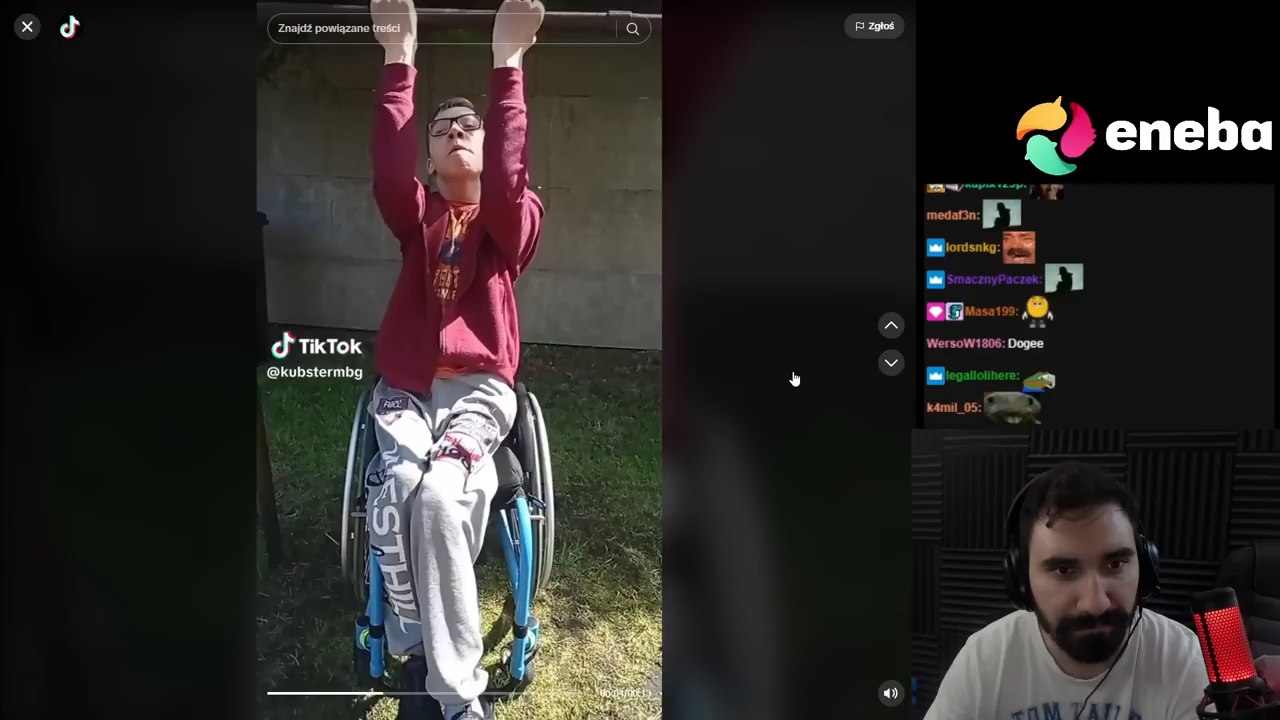 Znajdź powiązane treści
Zgłoś
eneba
medaf3n:
lordsnkg:
SmacznyPaczek:
Masa199:
WersoW1806: Dogee
legallolihere:
k4mil_05:
TikTok
@kubstermbg